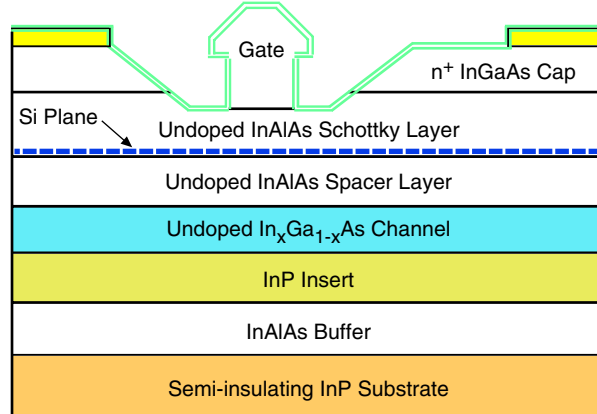 Gate
n⁺ InGaAs Cap
Si Plane
Undoped InAlAs Schottky Layer
Undoped InAlAs Spacer Layer
Undoped InₓGa₁₋ₓAs Channel
InP Insert
InAlAs Buffer
Semi-insulating InP Substrate